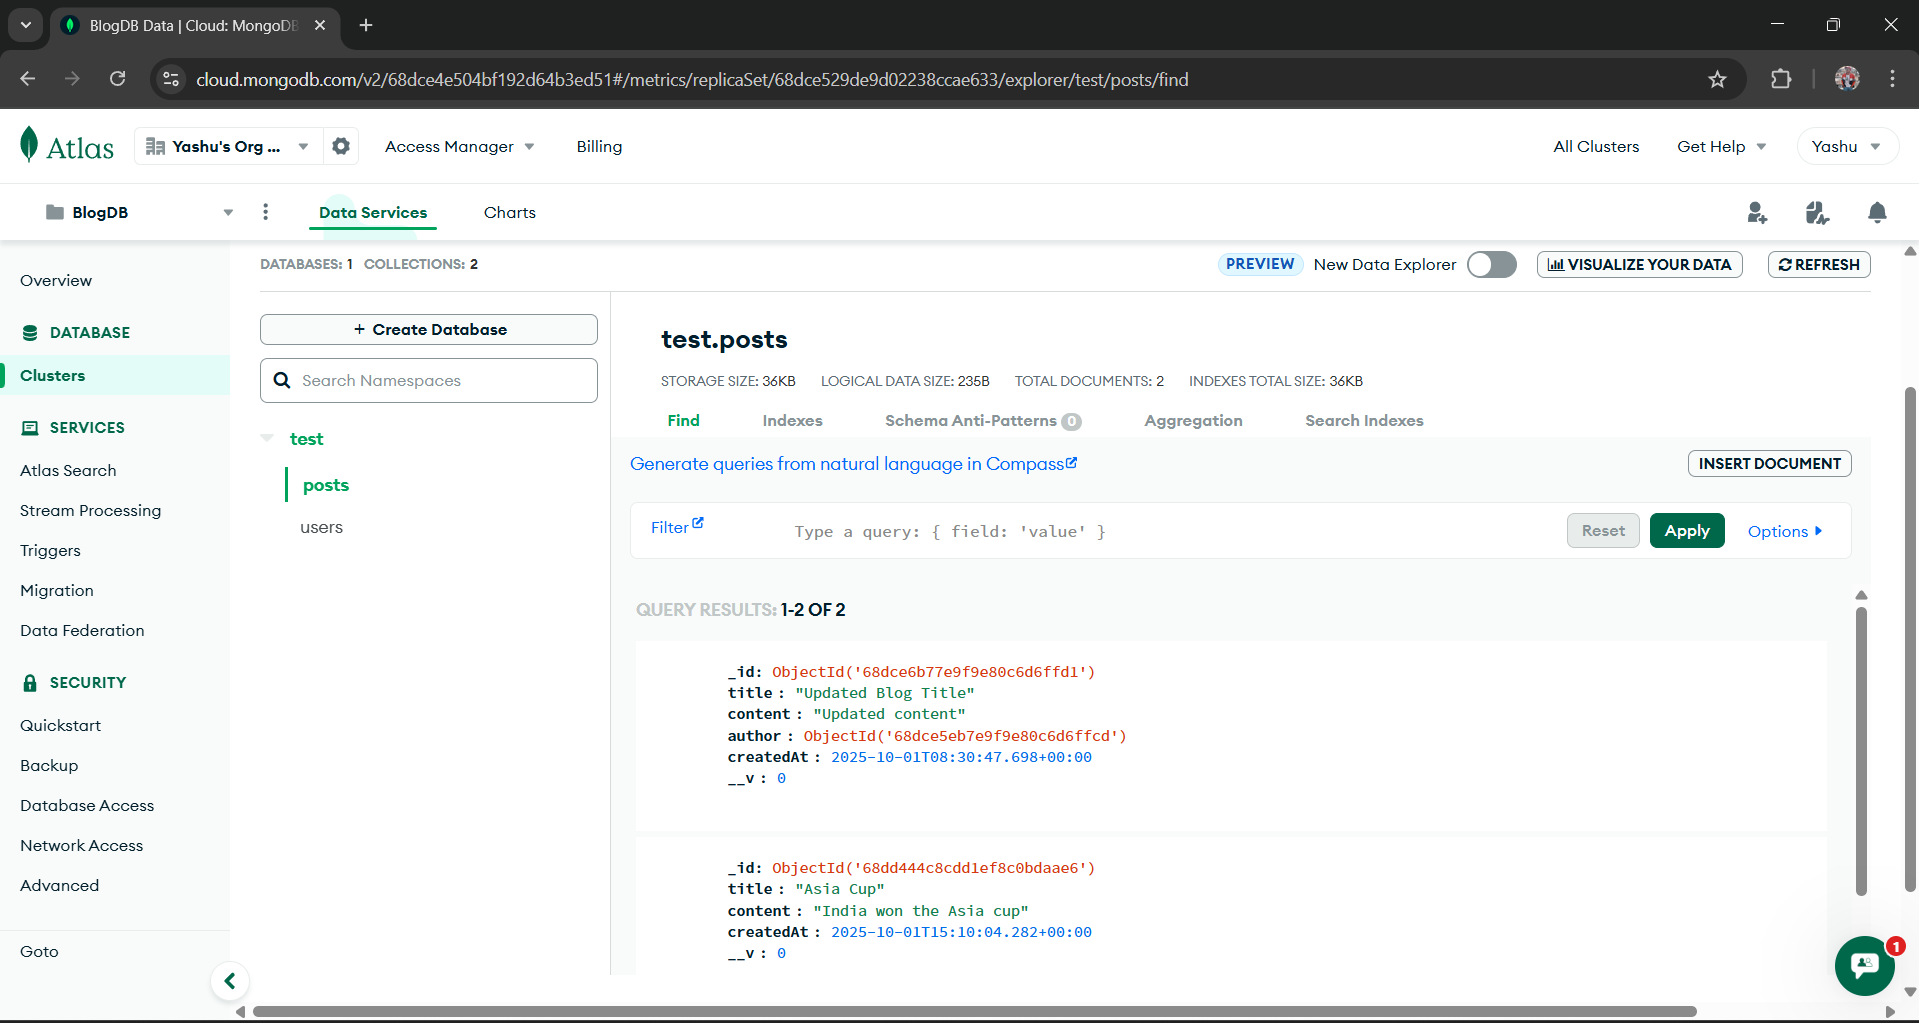 BlogDB Data | Cloud: MongoDB
cloud.mongodb.com/v2/68dce4e504bf192d64b3ed51#/metrics/replicaSet/68dce529de9d02238ccae633/explorer/test/posts/find
Atlas
Yashu's Org ...
Access Manager
Billing
All Clusters
Get Help
Yashu
BlogDB
Data Services
Charts
Overview
DATABASE
Clusters
SERVICES
Atlas Search
Stream Processing
Triggers
Migration
Data Federation
SECURITY
Quickstart
Backup
Database Access
Network Access
Advanced
Goto
DATABASES: 1 COLLECTIONS: 2
PREVIEW New Data Explorer
VISUALIZE YOUR DATA
REFRESH
+ Create Database
Search Namespaces
test
posts
users
test.posts
STORAGE SIZE: 36KB LOGICAL DATA SIZE: 235B TOTAL DOCUMENTS: 2 INDEXES TOTAL SIZE: 36KB
Find Indexes Schema Anti-Patterns 0 Aggregation Search Indexes
Generate queries from natural language in Compass
INSERT DOCUMENT
Filter
Type a query: { field: 'value' }
Reset
Apply
Options
QUERY RESULTS: 1-2 OF 2
_id: ObjectId('68dce6b77e9f9e80c6d6ffd1')
title : "Updated Blog Title"
content : "Updated content"
author : ObjectId('68dce5eb7e9f9e80c6d6ffcd')
createdAt : 2025-10-01T08:30:47.698+00:00
__v : 0
_id: ObjectId('68dd444c8cdd1ef8c0bdaae6')
title : "Asia Cup"
content : "India won the Asia cup"
createdAt : 2025-10-01T15:10:04.282+00:00
__v : 0
1